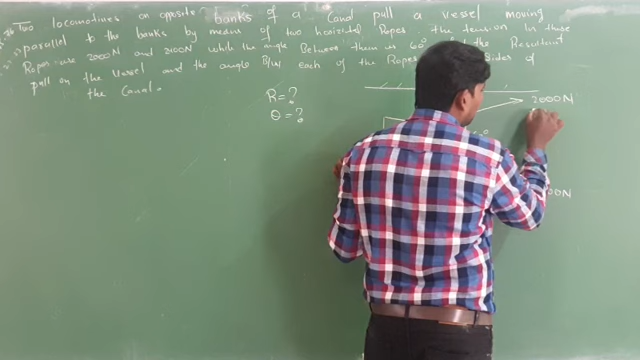 Two locomotives on opposite banks of a Canal pull a vessel moving
parallel to the banks by means of two horizontal Ropes. The tension in these
Ropes are 2000N and 2400N while the angle Between them is 60°. the Resultant
pull on the Vessel and the angle B/w each of the Ropes Sides of
the Canal.
R = ?
θ = ?
2000N
00N